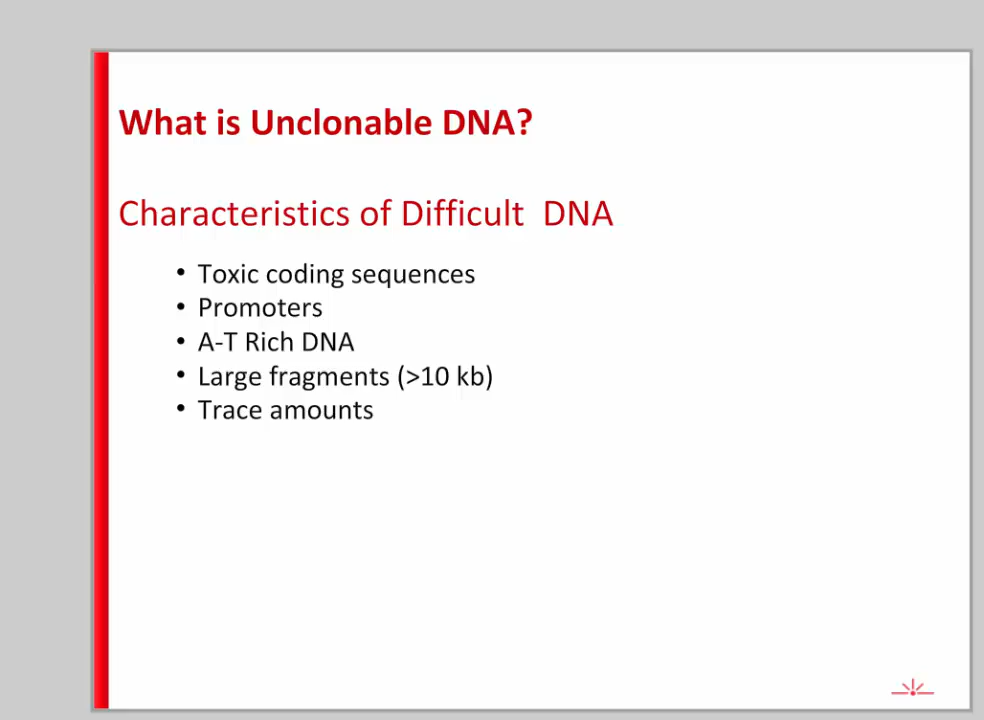 What is Unclonable DNA?
Characteristics of Difficult DNA
• Toxic coding sequences
• Promoters
• A-T Rich DNA
• Large fragments (>10 kb)
• Trace amounts